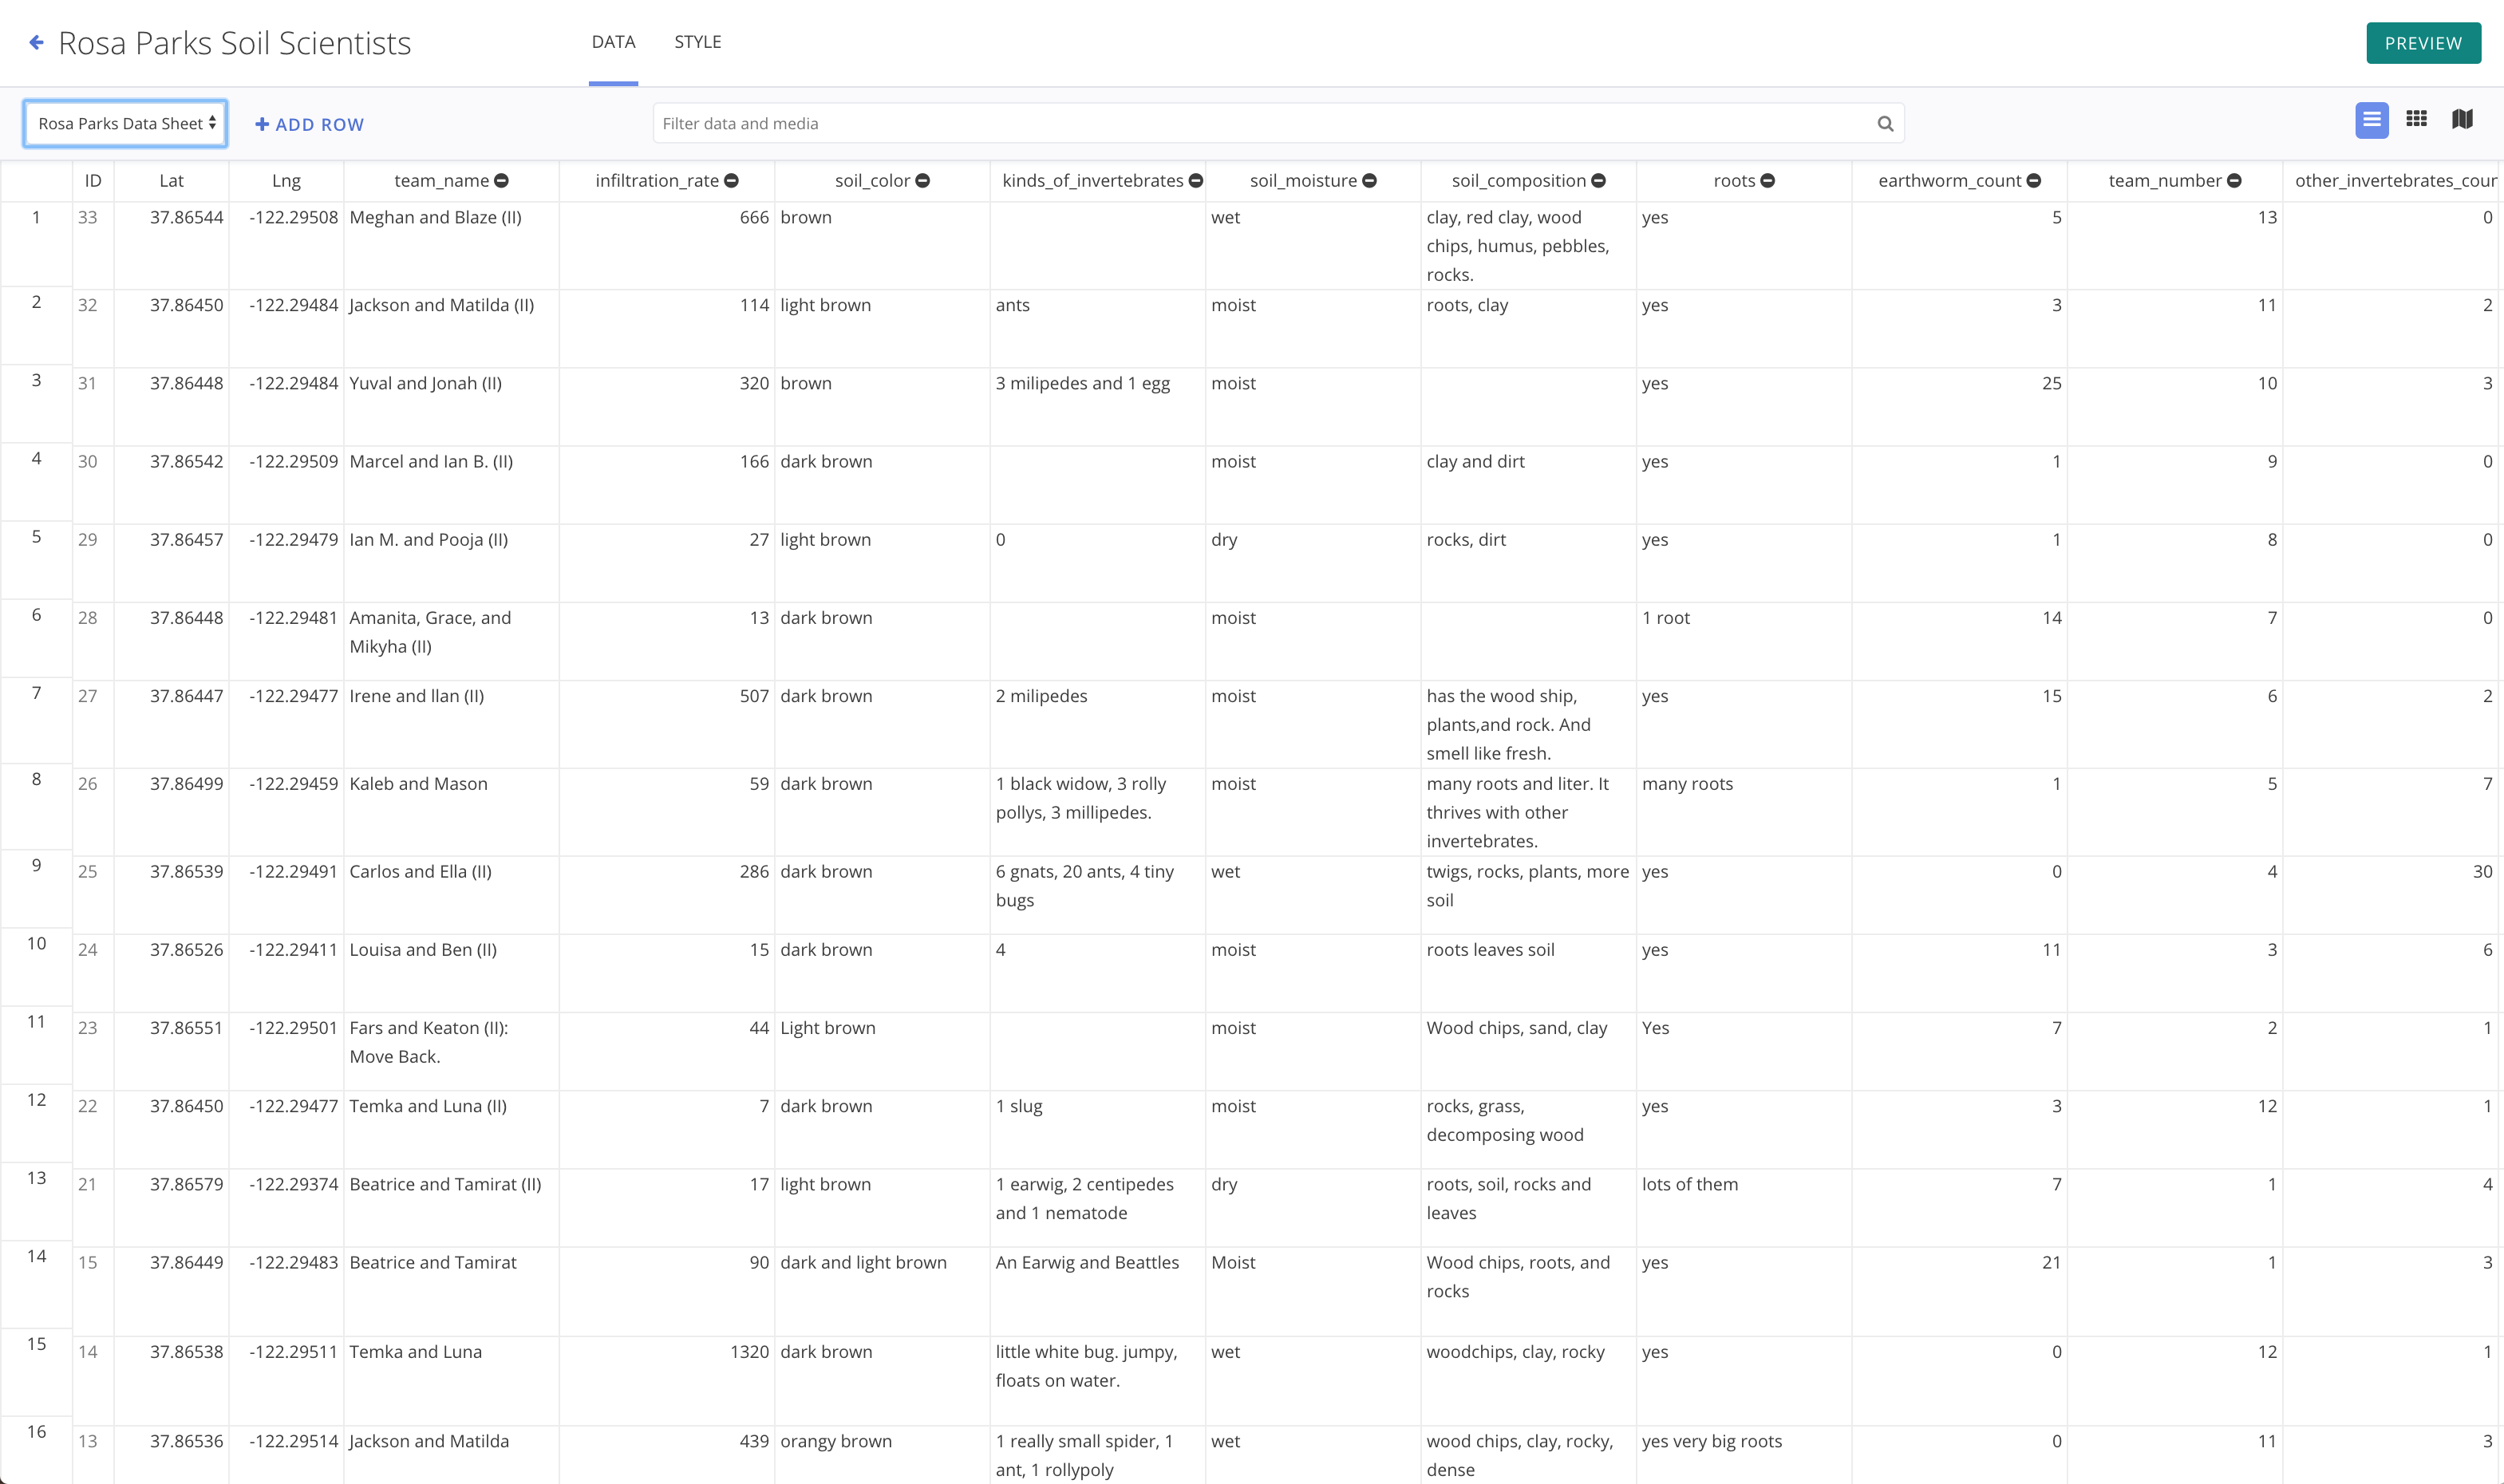 Rosa Parks Soil Scientists DATA STYLE PREVIEW
Rosa Parks Data Sheet + ADD ROW Filter data and media
ID Lat Lng team_name infiltration_rate soil_color kinds_of_invertebrates soil_moisture soil_composition roots earthworm_count team_number other_invertebrates_cour
1 33 37.86544 -122.29508 Meghan and Blaze (II) 666 brown wet clay, red clay, wood yes 5 13 0
chips, humus, pebbles,
rocks.
2 32 37.86450 -122.29484 Jackson and Matilda (II) 114 light brown ants moist roots, clay yes 3 11 2
3 31 37.86448 -122.29484 Yuval and Jonah (II) 320 brown 3 milipedes and 1 egg moist yes 25 10 3
4 30 37.86542 -122.29509 Marcel and Ian B. (II) 166 dark brown moist clay and dirt yes 1 9 0
5 29 37.86457 -122.29479 Ian M. and Pooja (II) 27 light brown 0 dry rocks, dirt yes 1 8 0
6 28 37.86448 -122.29481 Amanita, Grace, and 13 dark brown moist 1 root 14 7 0
Mikyha (II)
7 27 37.86447 -122.29477 Irene and llan (II) 507 dark brown 2 milipedes moist has the wood ship, yes 15 6 2
plants,and rock. And
smell like fresh.
8 26 37.86499 -122.29459 Kaleb and Mason 59 dark brown 1 black widow, 3 rolly moist many roots and liter. It many roots 1 5 7
pollys, 3 millipedes. thrives with other
invertebrates.
9 25 37.86539 -122.29491 Carlos and Ella (II) 286 dark brown 6 gnats, 20 ants, 4 tiny wet twigs, rocks, plants, more yes 0 4 30
bugs soil
10 24 37.86526 -122.29411 Louisa and Ben (II) 15 dark brown 4 moist roots leaves soil yes 11 3 6
11 23 37.86551 -122.29501 Fars and Keaton (II): 44 Light brown moist Wood chips, sand, clay Yes 7 2 1
Move Back.
12 22 37.86450 -122.29477 Temka and Luna (II) 7 dark brown 1 slug moist rocks, grass, yes 3 12 1
decomposing wood
13 21 37.86579 -122.29374 Beatrice and Tamirat (II) 17 light brown 1 earwig, 2 centipedes dry roots, soil, rocks and lots of them 7 1 4
and 1 nematode leaves
14 15 37.86449 -122.29483 Beatrice and Tamirat 90 dark and light brown An Earwig and Beattles Moist Wood chips, roots, and yes 21 1 3
rocks
15 14 37.86538 -122.29511 Temka and Luna 1320 dark brown little white bug. jumpy, wet woodchips, clay, rocky yes 0 12 1
floats on water.
16 13 37.86536 -122.29514 Jackson and Matilda 439 orangy brown 1 really small spider, 1 wet wood chips, clay, rocky, yes very big roots 0 11 3
ant, 1 rollypoly dense